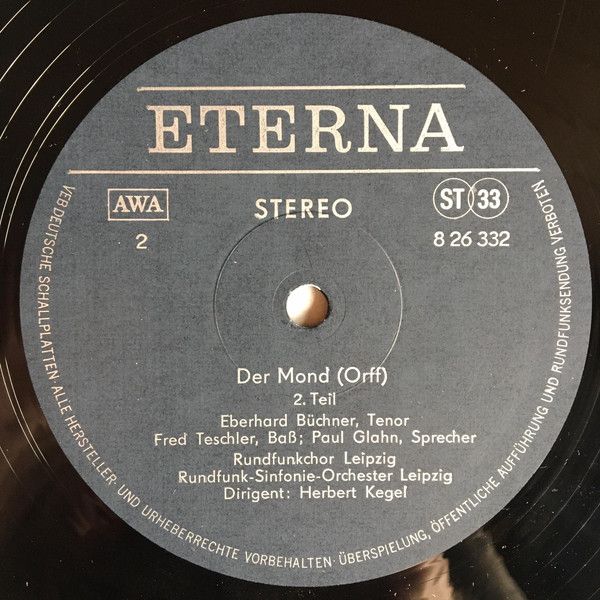 ETERNA
AWA
STEREO
ST 33
2
8 26 332
Der Mond (Orff)
2. Teil
Eberhard Büchner, Tenor
Fred Teschler, Baß; Paul Glahn, Sprecher
Rundfunkchor Leipzig
Rundfunk-Sinfonie-Orchester Leipzig
Dirigent: Herbert Kegel
VEB DEUTSCHE SCHALLPLATTEN · ALLE HERSTELLER- UND URHEBERRECHTE VORBEHALTEN · ÜBERSPIELUNG, ÖFFENTLICHE AUFFÜHRUNG UND RUNDFUNKSENDUNG VERBOTEN